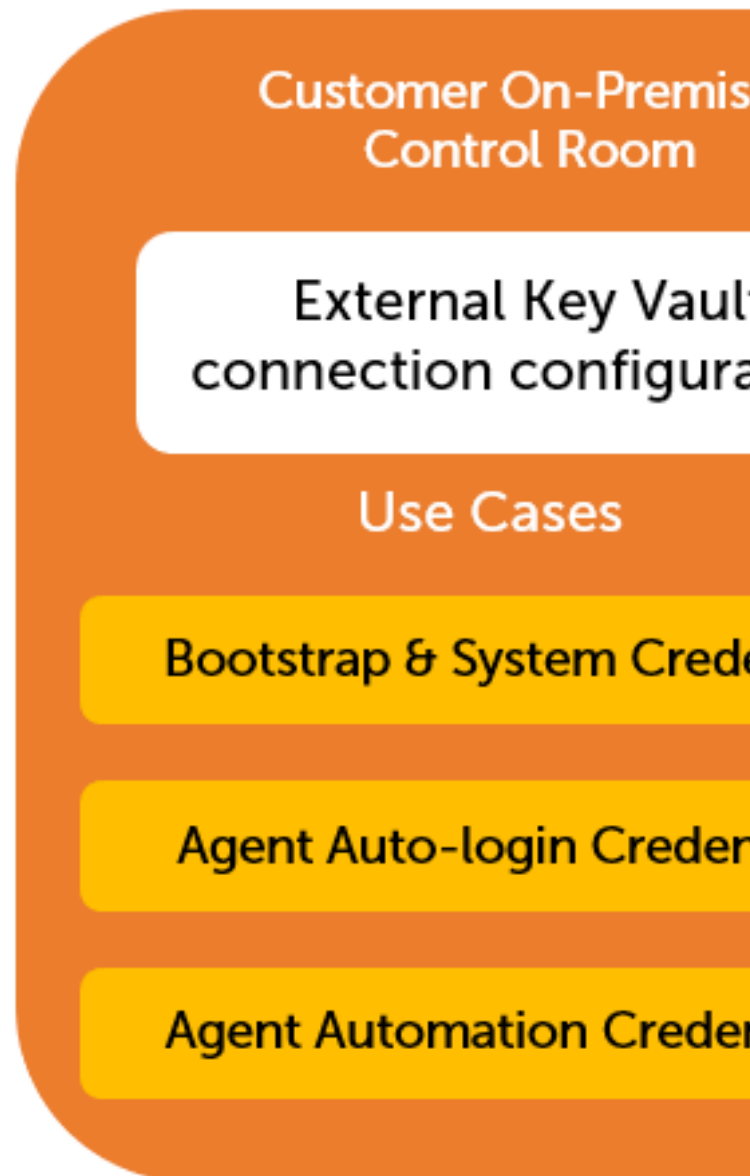 Customer On-Premis
Control Room
External Key Vault
connection configura
Use Cases
Bootstrap & System Crede
Agent Auto-login Creden
Agent Automation Creden